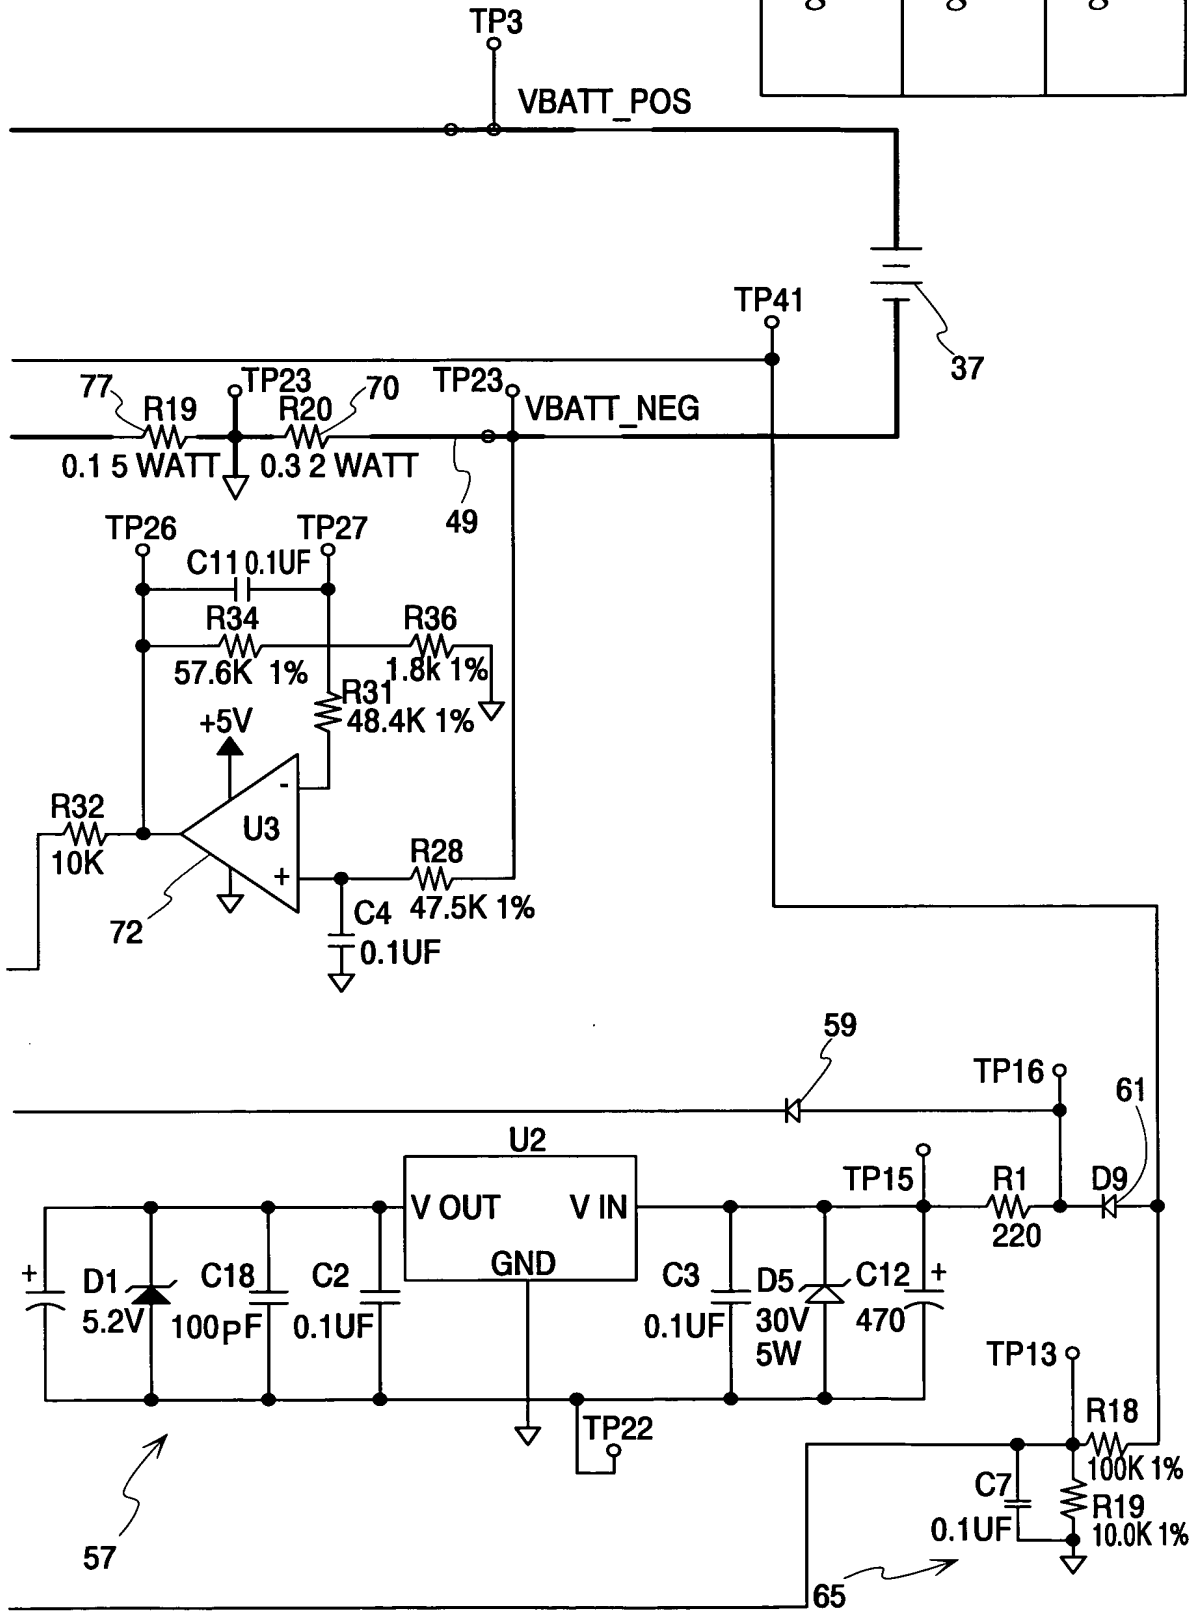 TP3
VBATT_POS
TP41
37
77
R19
TP23
R20
70
TP23
VBATT_NEG
0.1 5 WATT
0.3 2 WATT
49
TP26
TP27
C11 0.1UF
R34
57.6K 1%
R36
1.8k 1%
R31
48.4K 1%
+5V
-
U3
+
R32
10K
R28
47.5K 1%
72
C4
0.1UF
59
TP16
61
U2
V OUT
V IN
GND
TP15
R1
220
D9
+
D1
5.2V
C18
100pF
C2
0.1UF
C3
0.1UF
D5
30V
5W
C12
470
+
TP13
TP22
R18
100K 1%
C7
0.1UF
R19
10.0K 1%
57
65